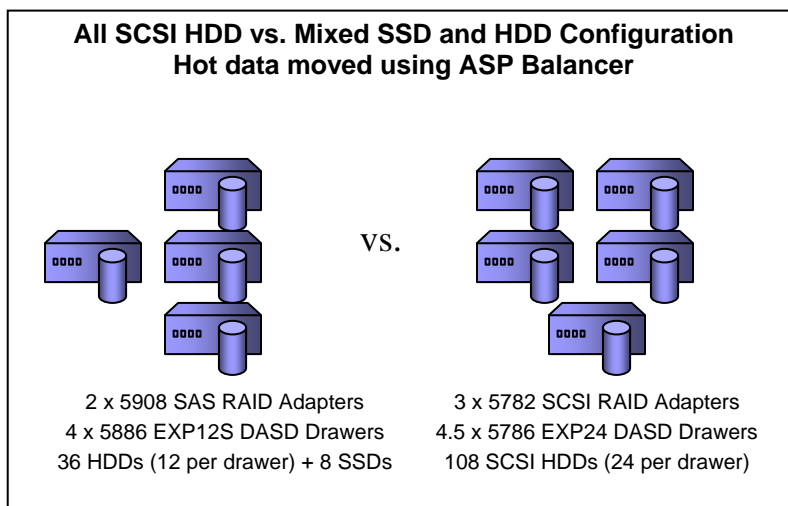 All SCSI HDD vs. Mixed SSD and HDD Configuration
Hot data moved using ASP Balancer
vs.
2 x 5908 SAS RAID Adapters
4 x 5886 EXP12S DASD Drawers
36 HDDs (12 per drawer) + 8 SSDs
3 x 5782 SCSI RAID Adapters
4.5 x 5786 EXP24 DASD Drawers
108 SCSI HDDs (24 per drawer)